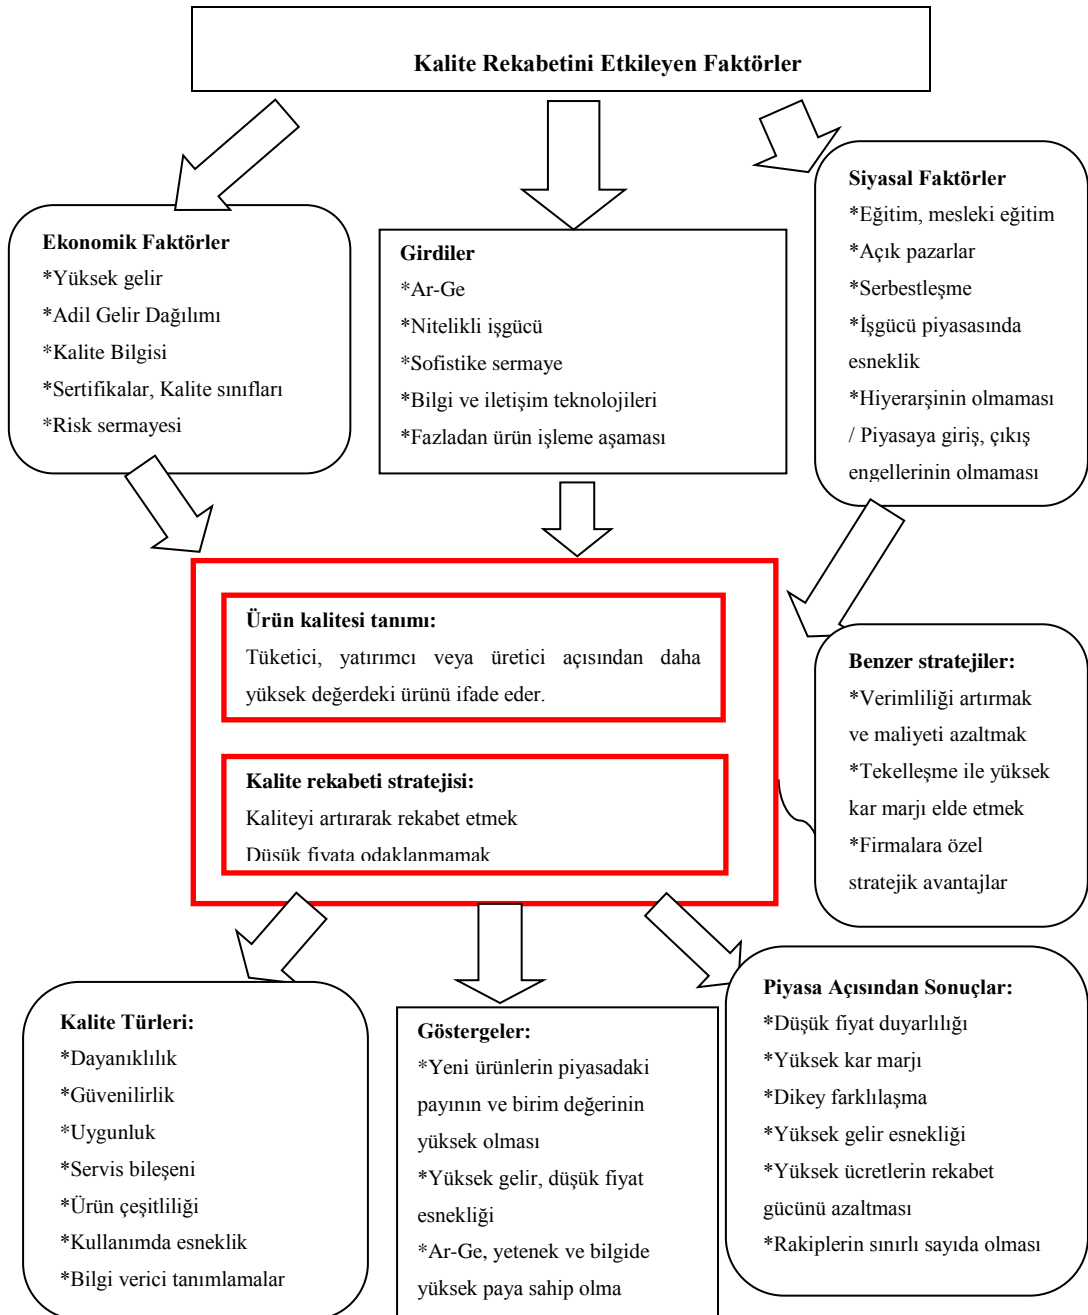 Kalite Rekabetini Etkileyen Faktörler
Ekonomik Faktörler
*Yüksek gelir
*Adil Gelir Dağılımı
*Kalite Bilgisi
*Sertifikalar, Kalite sınıfları
*Risk sermayesi
Girdiler
*Ar-Ge
*Nitelikli işgücü
*Sofistike sermaye
*Bilgi ve iletişim teknolojileri
*Fazladan ürün işleme aşaması
Siyasal Faktörler
*Eğitim, mesleki eğitim
*Açık pazarlar
*Serbestleşme
*İşgücü piyasasında
esneklik
*Hiyerarşinin olmaması
/ Piyasaya giriş, çıkış
engellerinin olmaması
Ürün kalitesi tanımı:
Tüketici, yatırımcı veya üretici açısından daha
yüksek değerdeki ürünü ifade eder.
Kalite rekabeti stratejisi:
Kaliteyi artırarak rekabet etmek
Düşük fiyata odaklanmamak
Benzer stratejiler:
*Verimliliği artırmak
ve maliyeti azaltmak
*Tekelleşme ile yüksek
kar marjı elde etmek
*Firmalara özel
stratejik avantajlar
Kalite Türleri:
*Dayanıklılık
*Güvenilirlik
*Uygunluk
*Servis bileşeni
*Ürün çeşitliliği
*Kullanımda esneklik
*Bilgi verici tanımlamalar
Göstergeler:
*Yeni ürünlerin piyasadaki
payının ve birim değerinin
yüksek olması
*Yüksek gelir, düşük fiyat
esnekliği
*Ar-Ge, yetenek ve bilgide
yüksek paya sahip olma
Piyasa Açısından Sonuçlar:
*Düşük fiyat duyarlılığı
*Yüksek kar marjı
*Dikey farklılaşma
*Yüksek gelir esnekliği
*Yüksek ücretlerin rekabet
gücünü azaltması
*Rakiplerin sınırlı sayıda olması